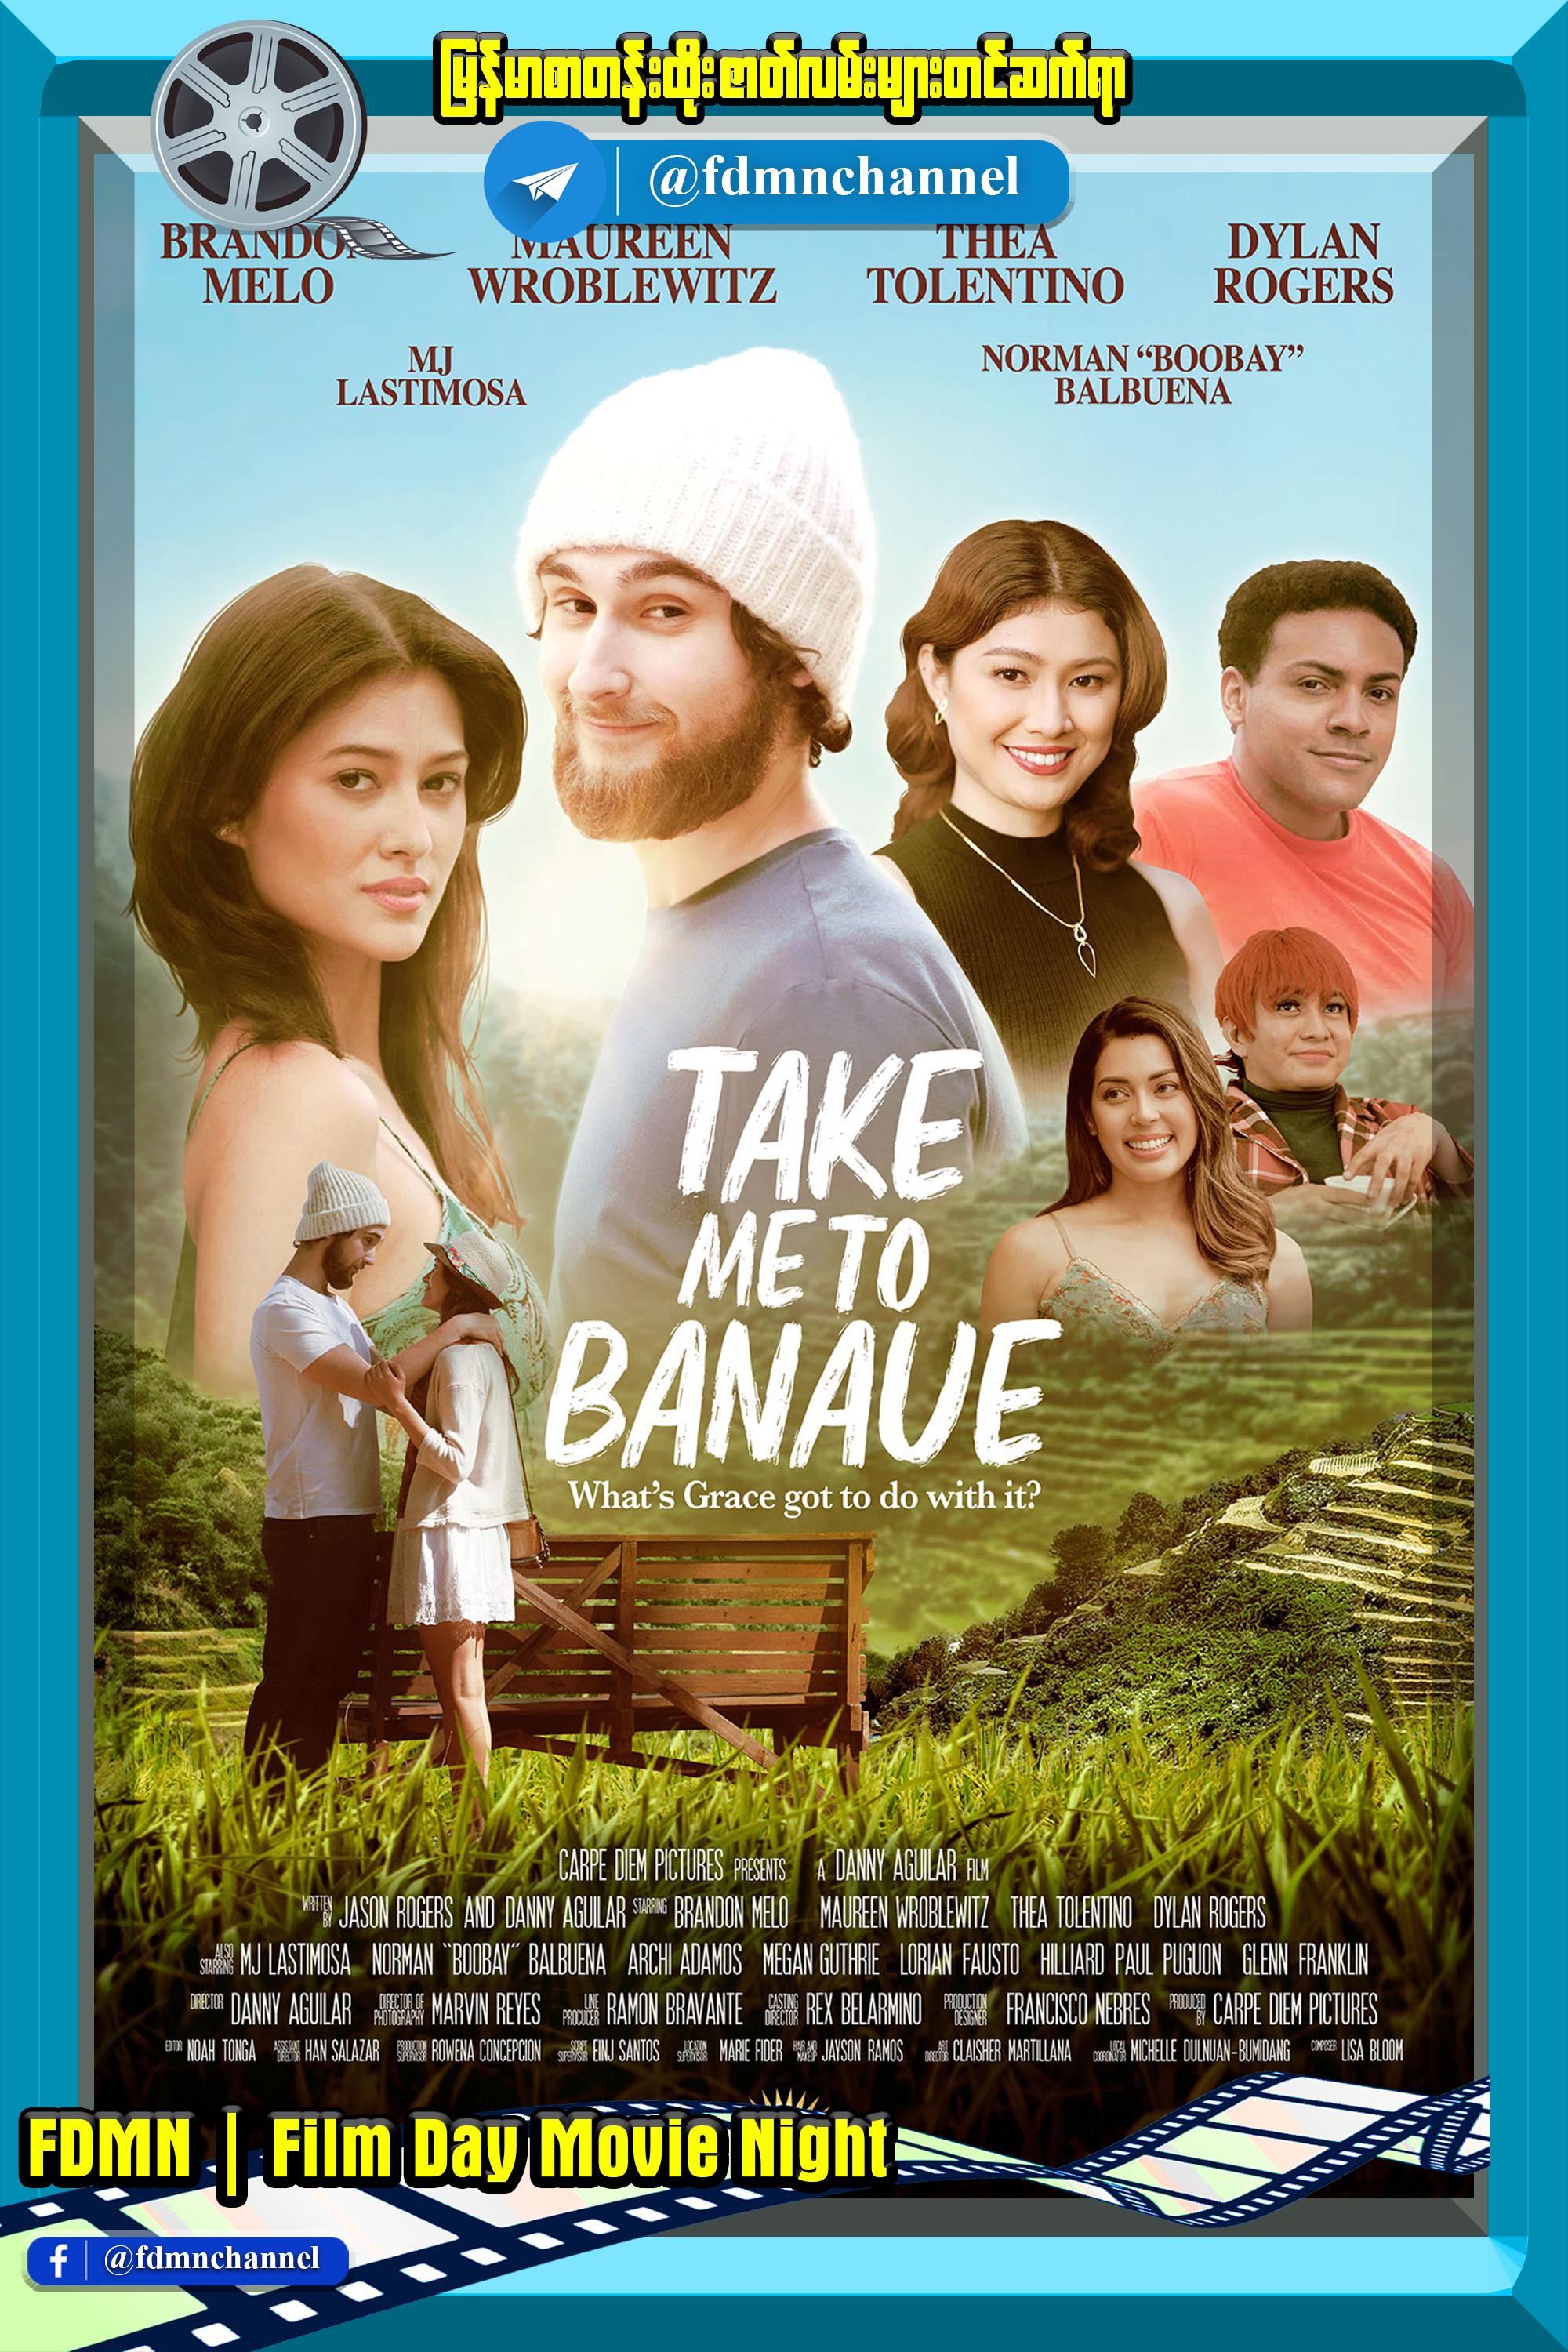 မြန်မာစာတန်းထိုး ဇာတ်လမ်းများတင်ဆက်ရာ
@fdmnchannel
BRANDON MELO
MAUREEN WROBLEWITZ
THEA TOLENTINO
DYLAN ROGERS
MJ LASTIMOSA
NORMAN “BOOBAY” BALBUENA
TAKE
ME TO
BANAUE
What's Grace got to do with it?
CARPE DIEM PICTURES PRESENTS A DANNY AGUILAR FILM
WRITTEN BY JASON ROGERS AND DANNY AGUILAR STARRING BRANDON MELO MAUREEN WROBLEWITZ THEA TOLENTINO DYLAN ROGERS
ALSO STARRING MJ LASTIMOSA NORMAN “BOOBAY” BALBUENA ARCHI ADAMOS MEGAN GUTHRIE LORIAN FAUSTO HILLIARD PAUL PUGUON GLENN FRANKLIN
DIRECTOR DANNY AGUILAR DIRECTOR OF PHOTOGRAPHY MARVIN REYES LINE PROCUCER RAMON BRAVANTE CASTING DIRECTOR REX BELARMINO PRODUCTION DESIGNER FRANCISCO NEBRES PRODUCED BY CARPE DIEM PICTURES
EDITOR NOAH TONGA ASSISTANT DIRECTOR HAN SALAZAR PRODUCTION SUPERVISOR ROWENA CONCEPCION SCRIPT SUPERVISOR EINJ SANTOS LOCATION SUPERVISOR MARIE FIDER HAIR AND MAKEUP JAYSON RAMOS ART DIRECTOR CLAISHER MARTILLANA LOCAL COORDINATOR MICHELLE DULNUAN-BUMIDANG COMPOSER LISA BLOOM
FDMN | Film Day Movie Night
@fdmnchannel